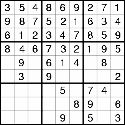 3 5 4 8 6 9 2 7 1
9 8 7 5 2 1 6 3 4
6 1 2 3 4 7 8 5 9
8 4 6 7 3 2 1 9 5
9 6 1 4 8
3 9 2
5 7 4
8 9 6
9 5 3